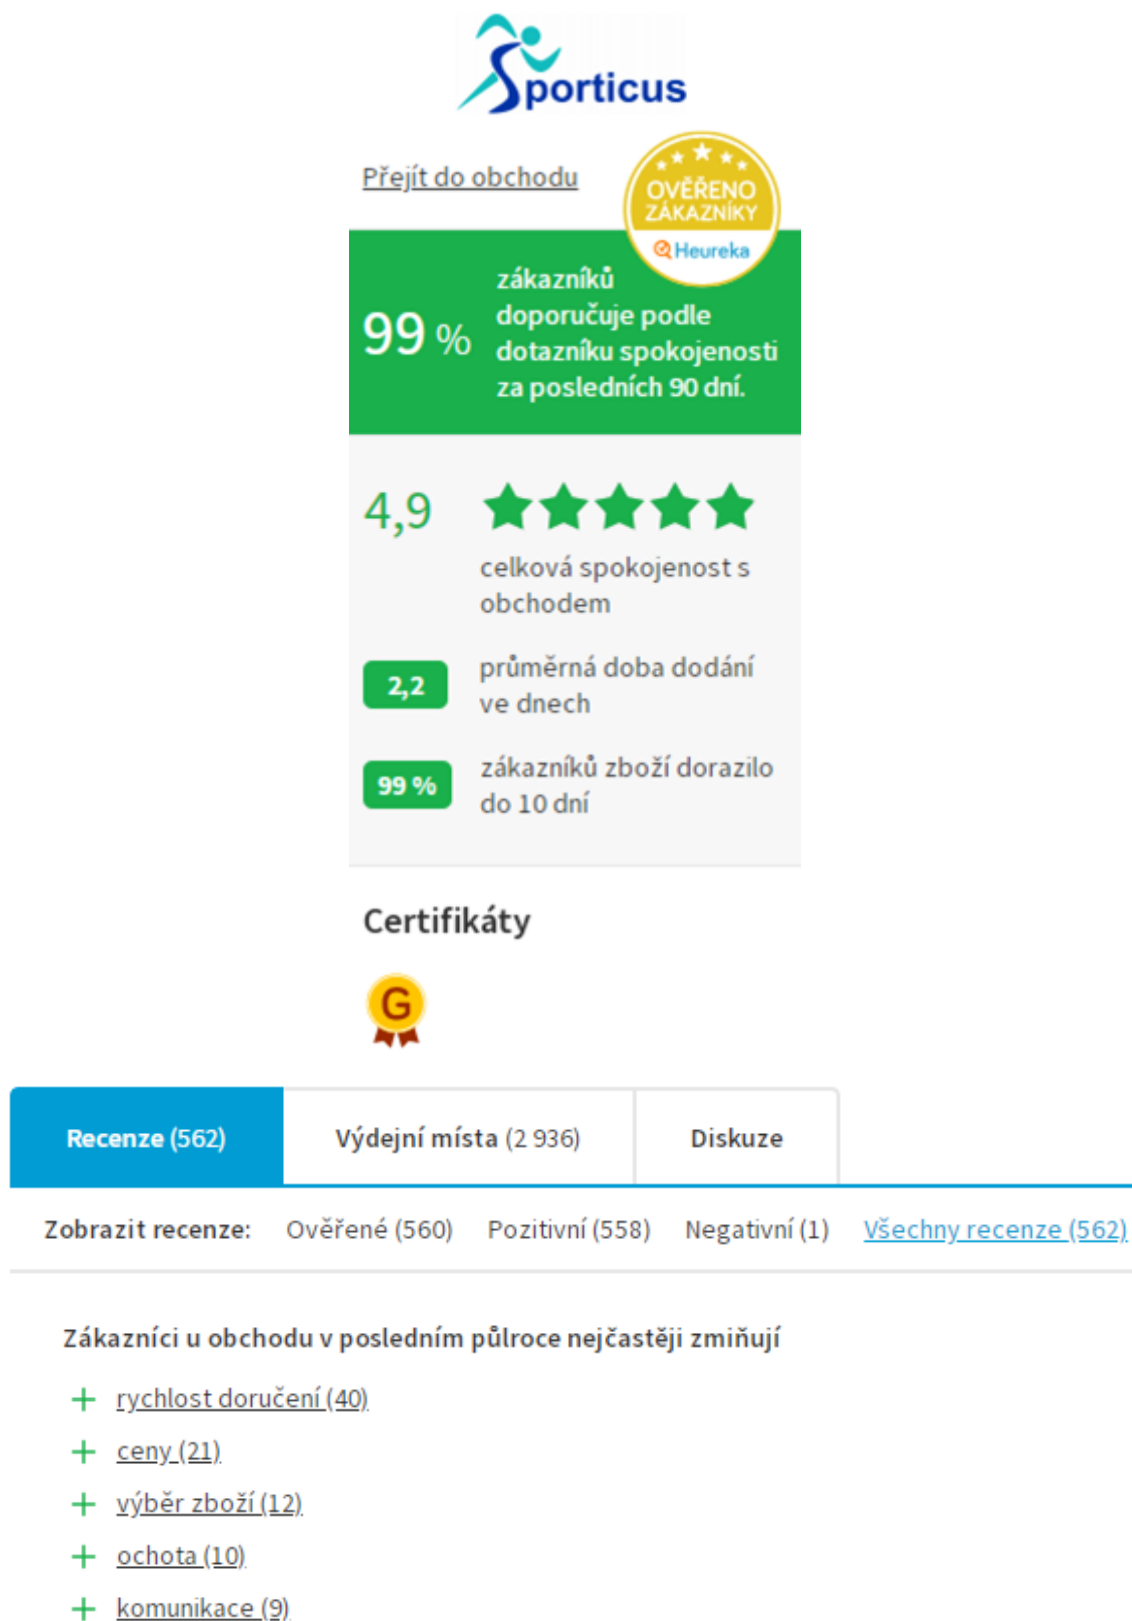 Sporticus
Přejít do obchodu
OVĚŘENO
ZÁKAZNÍKY
Heureka
99 %
zákazníků
doporučuje podle
dotazníku spokojenosti
za posledních 90 dní.
4,9
celková spokojenost s
obchodem
2,2
průměrná doba dodání
ve dnech
99 %
zákazníků zboží dorazilo
do 10 dní
Certifikáty
G
Recenze (562) Výdejní místa (2 936) Diskuze
Zobrazit recenze: Ověřené (560) Pozitivní (558) Negativní (1) Všechny recenze (562)
Zákazníci u obchodu v posledním půlroce nejčastěji zmiňují
+ rychlost doručení (40)
+ ceny (21)
+ výběr zboží (12)
+ ochota (10)
+ komunikace (9)